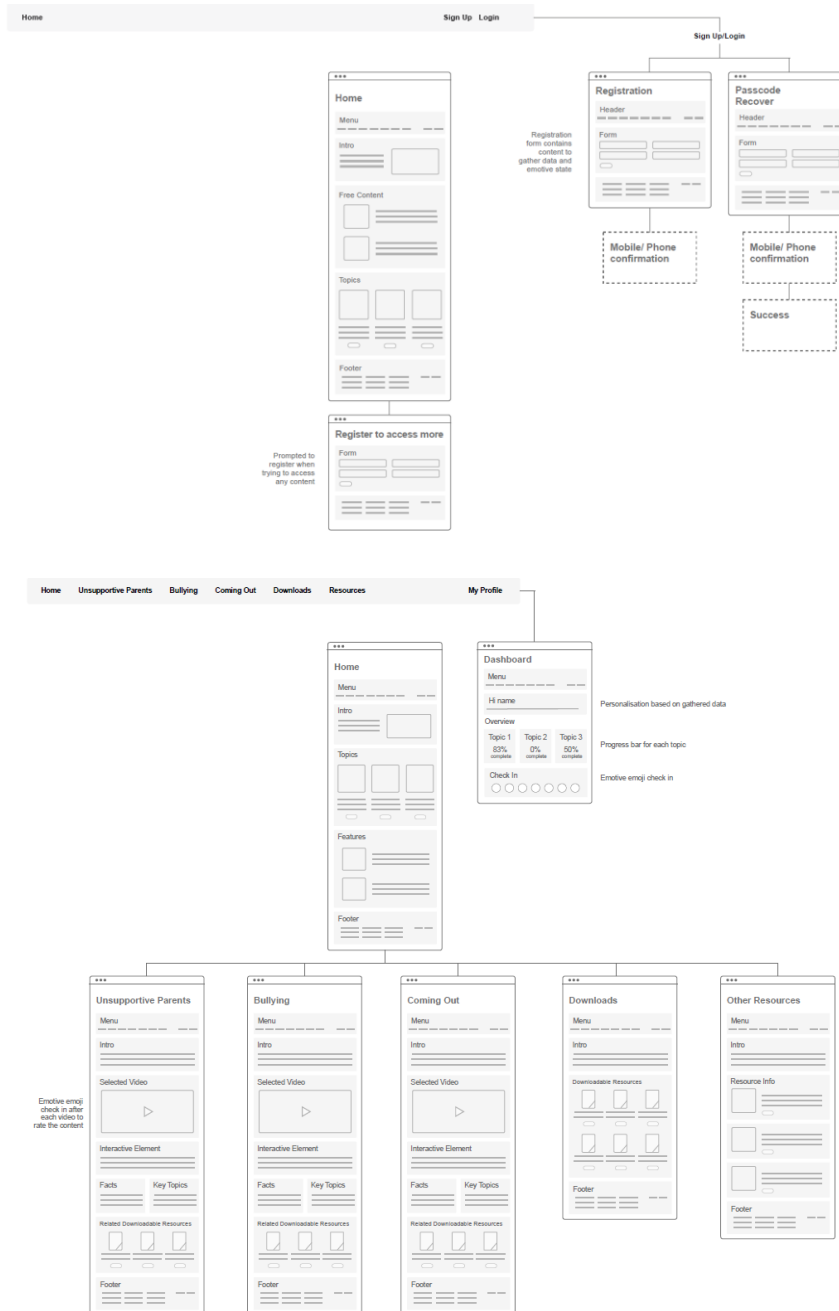 Home Sign Up Login
Sign Up/Login
Home
Menu
Intro
Free Content
Topics
Footer
Registration
Header
Form
Registration
form contains
content to
gather data and
emotive state
Passcode
Recover
Header
Form
Mobile/ Phone
confirmation
Mobile/ Phone
confirmation
Success
Register to access more
Form
Prompted to
register when
trying to access
any content
Home Unsupportive Parents Bullying Coming Out Downloads Resources My Profile
Home
Menu
Intro
Topics
Features
Footer
Dashboard
Menu
Hi name
Overview
Topic 1 Topic 2 Topic 3
63% 0% 50%
complete complete complete
Check In
Personalisation based on gathered data
Progress bar for each topic
Emotive emoji check in
Unsupportive Parents
Menu
Intro
Selected Video
Interactive Element
Facts Key Topics
Related Downloadable Resources
Footer
Emotive emoji
check in after
each video to
rate the content
Bullying
Menu
Intro
Selected Video
Interactive Element
Facts Key Topics
Related Downloadable Resources
Footer
Coming Out
Menu
Intro
Selected Video
Interactive Element
Facts Key Topics
Related Downloadable Resources
Footer
Downloads
Menu
Intro
Downloadable Resources
Footer
Other Resources
Menu
Intro
Resource Info
Footer